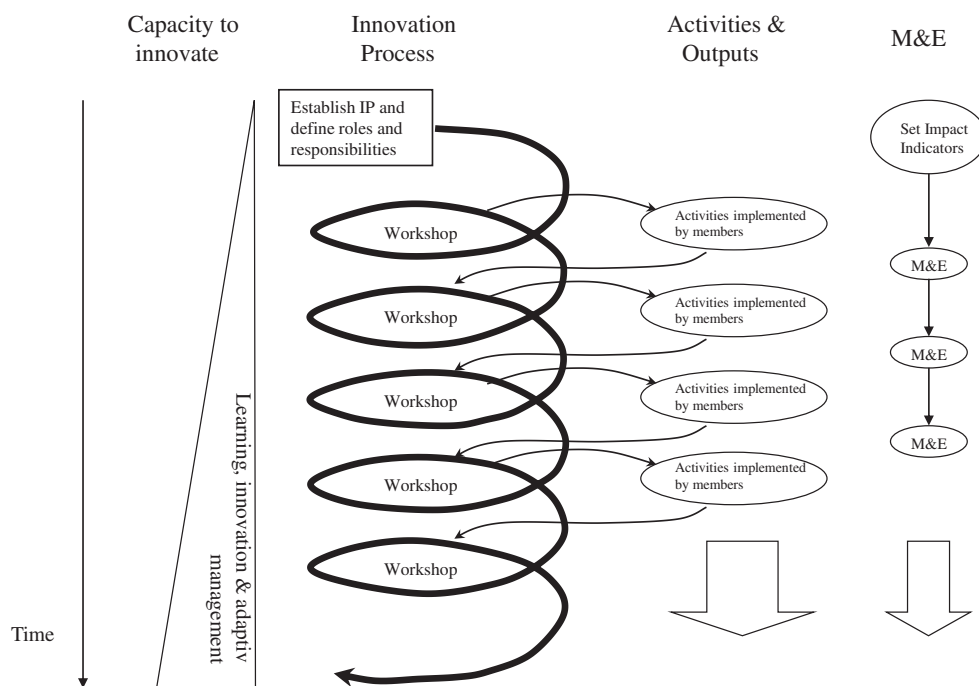 Capacity to
innovate
Innovation
Process
Activities &
Outputs
M&E
Establish IP and
define roles and
responsibilities
Set Impact
Indicators
Workshop
Activities implemented
by members
M&E
Workshop
Activities implemented
by members
M&E
Workshop
Activities implemented
by members
M&E
Workshop
Activities implemented
by members
Workshop
Learning, innovation & adaptiv
management
Time